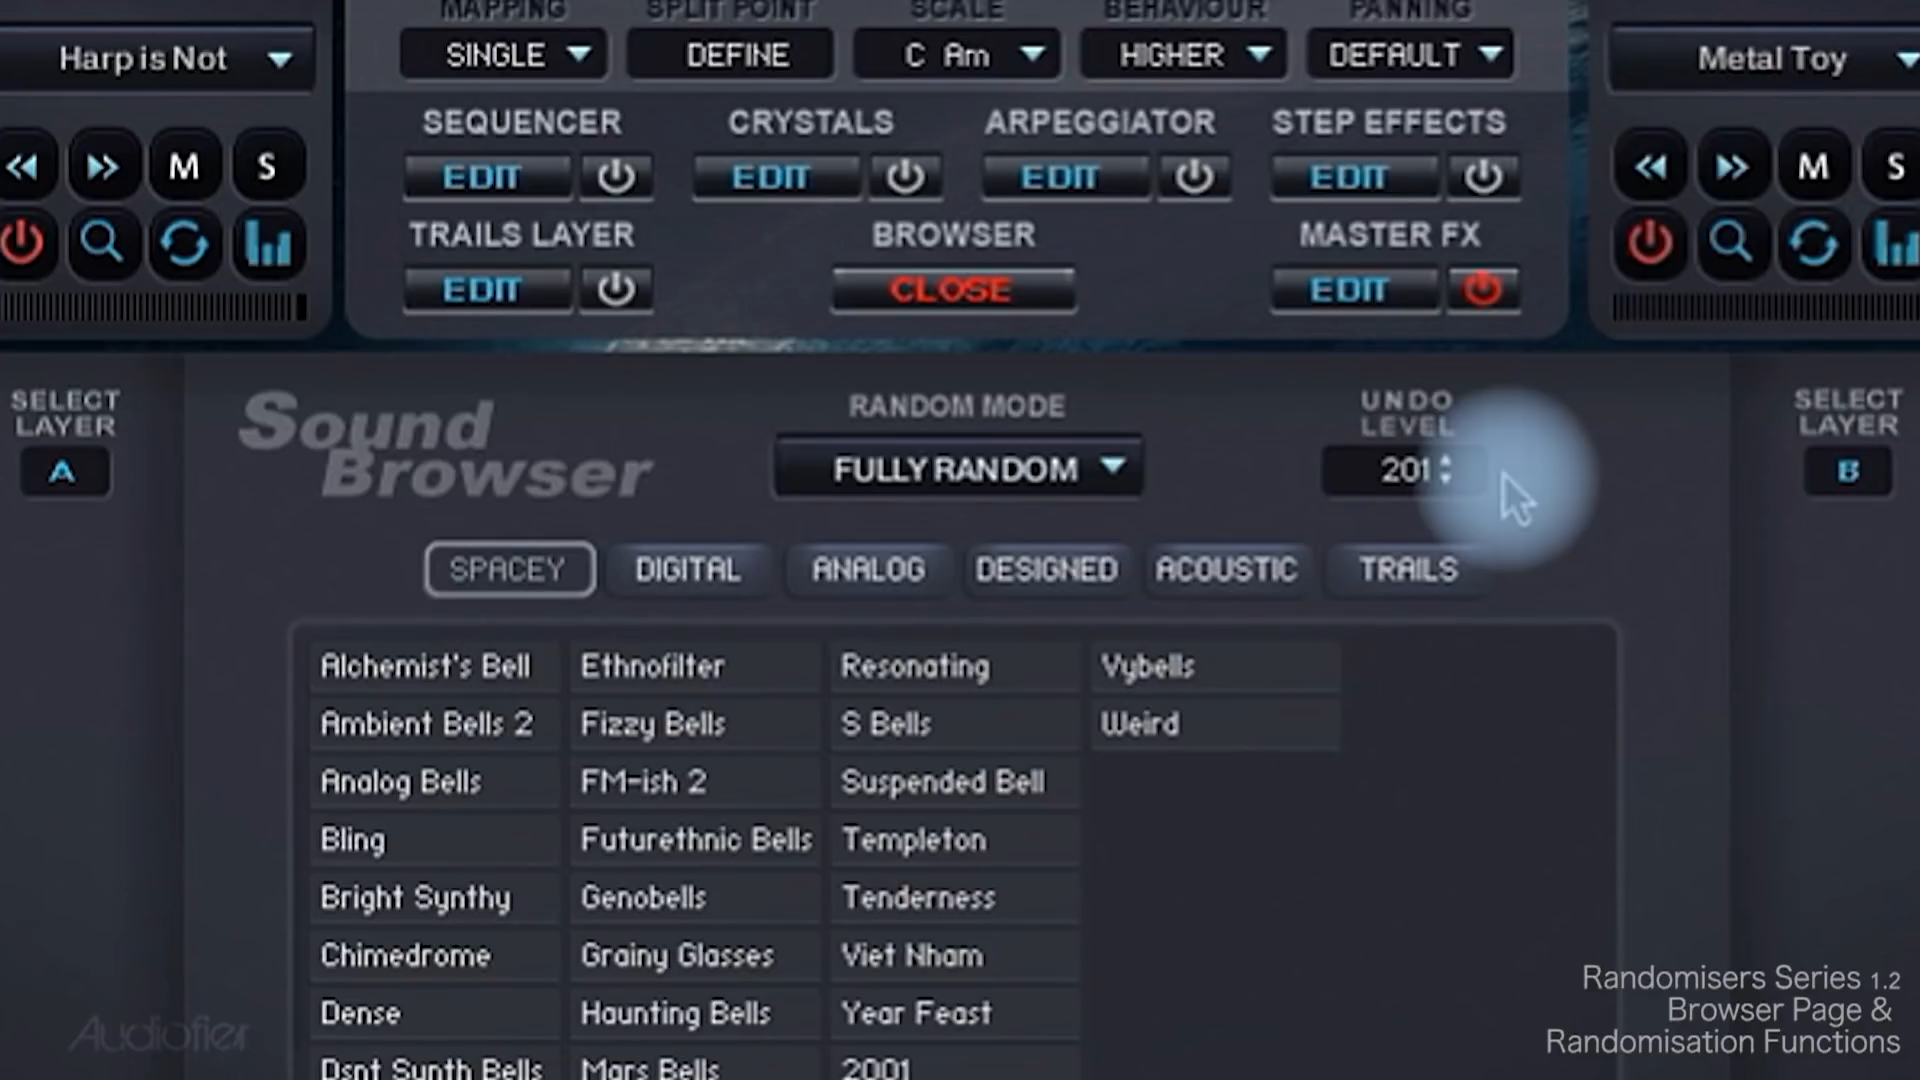 MAPPING SPLIT POINT SCALE BEHAVIOUR PANNING
Harp is Not SINGLE DEFINE C Am HIGHER DEFAULT Metal Toy
SEQUENCER CRYSTALS ARPEGGIATOR STEP EFFECTS
M S EDIT EDIT EDIT EDIT M S
TRAILS LAYER BROWSER MASTER FX
EDIT CLOSE EDIT
SELECT LAYER A
Sound Browser
RANDOM MODE
FULLY RANDOM
UNDO LEVEL
201
SELECT LAYER B
SPACEY DIGITAL ANALOG DESIGNED ACOUSTIC TRAILS
Alchemist's Bell Ethnofilter Resonating Vybells
Ambient Bells 2 Fizzy Bells S Bells Weird
Analog Bells FM-ish 2 Suspended Bell
Bling Futurethnic Bells Templeton
Bright Synthy Genobells Tenderness
Chimedrome Grainy Glasses Viet Nham
Dense Haunting Bells Year Feast
Dsnt Synth Bells Mars Bells 2001
Audiofier
Randomisers Series 1.2
Browser Page &
Randomisation Functions